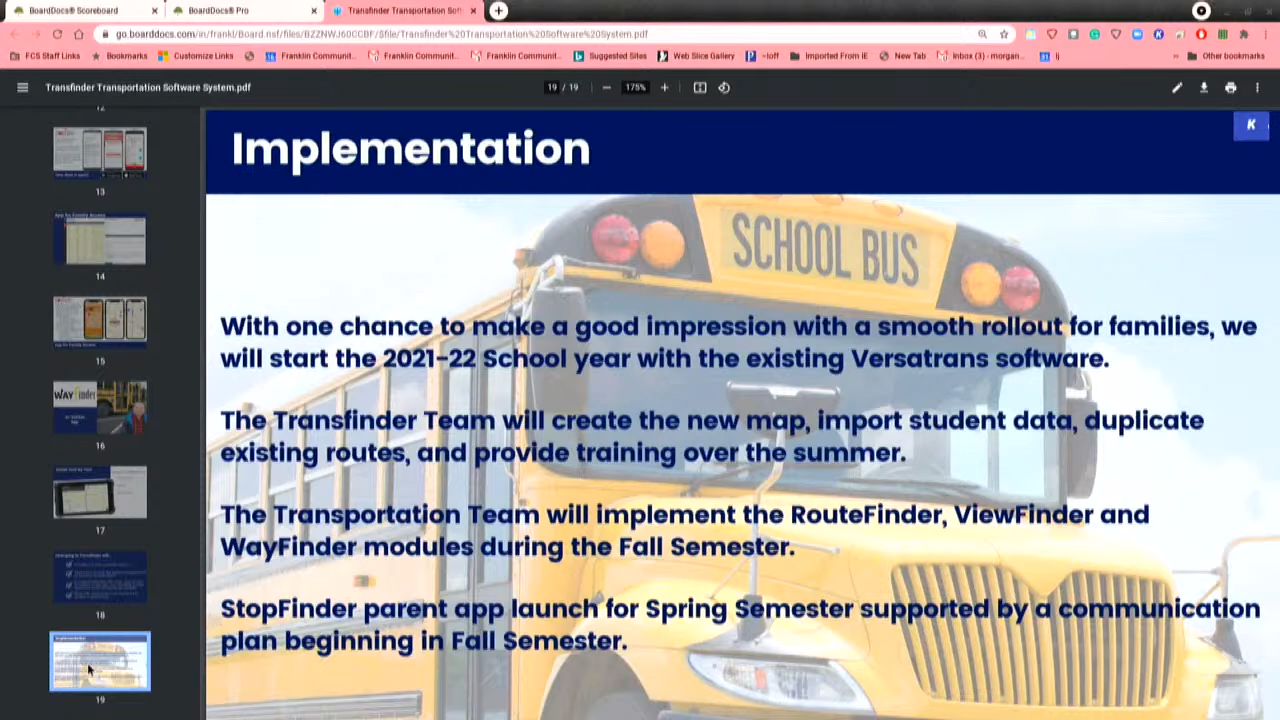 BoardDocs® Scoreboard
BoardDocs® Pro
Transfinder Transportation Soft
go.boarddocs.com/in/frankl/Board.nsf/files/BZZNWJ60CCBF/$file/Transfinder%20Transportation%20Software%20System.pdf
FCS Staff Links
Bookmarks
Customize Links
Franklin Communit...
Franklin Communit...
Franklin Communit...
Suggested Sites
Web Slice Gallery
~loff
Imported From IE
New Tab
Inbox (3) - morgan...
Other bookmarks
Transfinder Transportation Software System.pdf
19 / 19
175%
Implementation
K
SCHOOL BUS
With one chance to make a good impression with a smooth rollout for families, we
will start the 2021-22 School year with the existing Versatrans software.
The Transfinder Team will create the new map, import student data, duplicate
existing routes, and provide training over the summer.
The Transportation Team will implement the RouteFinder, ViewFinder and
WayFinder modules during the Fall Semester.
StopFinder parent app launch for Spring Semester supported by a communication
plan beginning in Fall Semester.
12
13
14
15
WAYFinder
16
17
18
Implementation
19